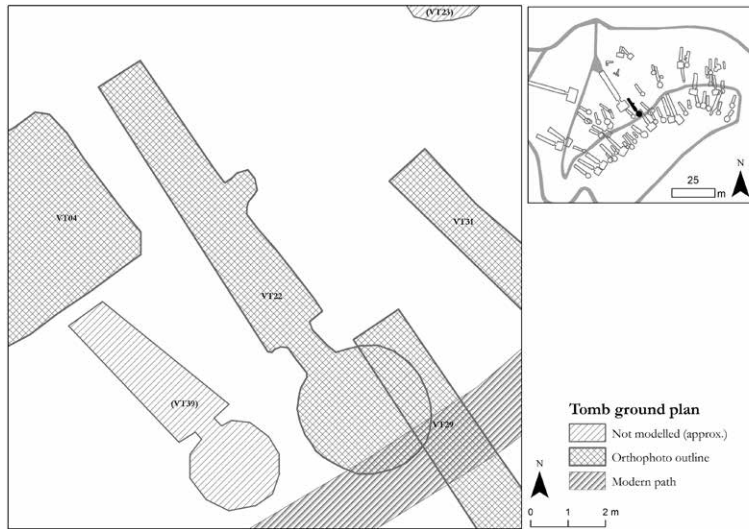 (VT23)
VT04
VT31
VT22
(VT39)
VT29
N
25
m
Tomb ground plan
Not modelled (approx.)
Orthophoto outline
Modern path
N
0 1 2 m